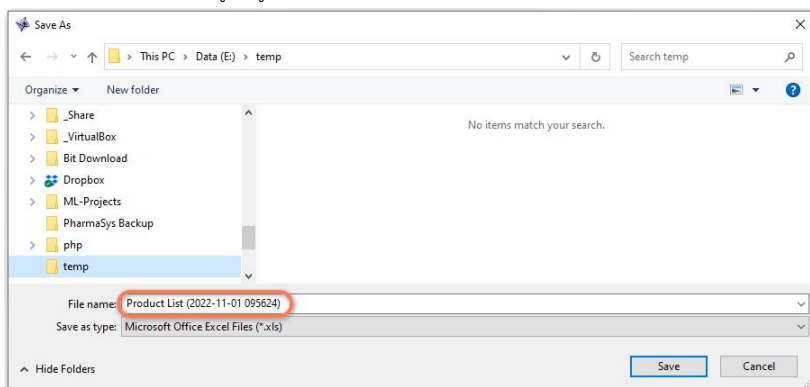 Save As
This PC > Data (E:) > temp
Search temp
Organize
New folder
_Share
_VirtualBox
Bit Download
Dropbox
ML-Projects
PharmaSys Backup
php
temp
No items match your search.
File name: Product List (2022-11-01 095624)
Save as type: Microsoft Office Excel Files (*.xls)
Hide Folders
Save
Cancel